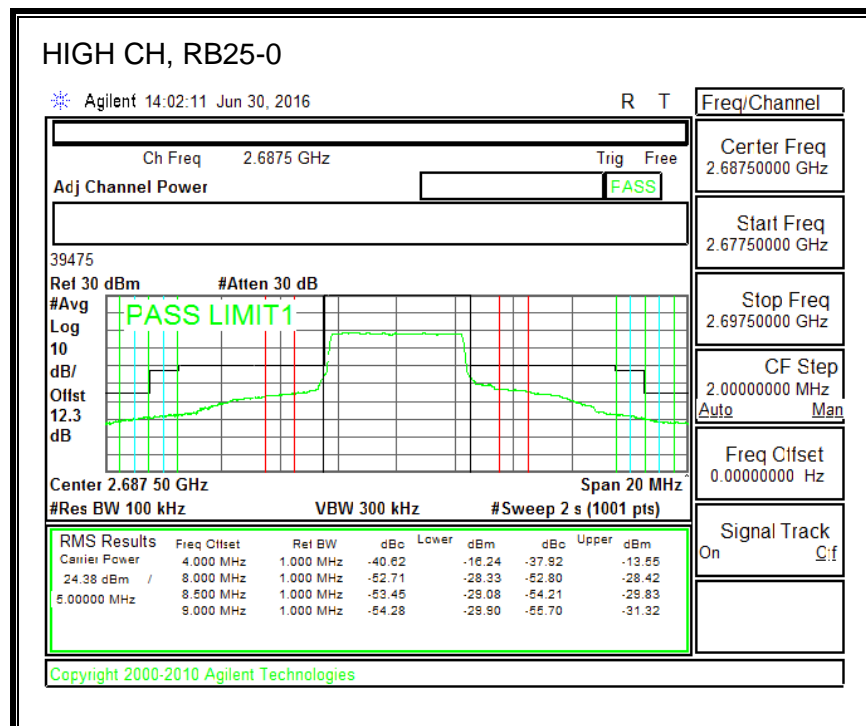 HIGH CH, RB25-0
Agilent 14:02:11 Jun 30, 2016 R T
Freq/Channel
Ch Freq 2.6875 GHz Trig Free
Adj Channel Power PASS
Center Freq
2.68750000 GHz
Start Freq
2.67750000 GHz
Stop Freq
2.69750000 GHz
CF Step
2.00000000 MHz
Auto Man
Freq Offset
0.00000000 Hz
Signal Track
On Off
39475
Ref 30 dBm #Atten 30 dB
#Avg
Log
10
dB/
Offst
12.3
dB
PASS LIMIT1
Center 2.687 50 GHz Span 20 MHz
#Res BW 100 kHz VBW 300 kHz #Sweep 2 s (1001 pts)
RMS Results Freq Offset Ref BW dBc Lower dBm dBc Upper dBm
Carrier Power 4.000 MHz 1.000 MHz -40.62 -16.24 -37.92 -13.55
24.38 dBm / 8.000 MHz 1.000 MHz -52.71 -28.33 -52.80 -28.42
5.00000 MHz 8.500 MHz 1.000 MHz -53.45 -29.08 -54.21 -29.83
9.000 MHz 1.000 MHz -54.28 -29.90 -55.70 -31.32
Copyright 2000-2010 Agilent Technologies